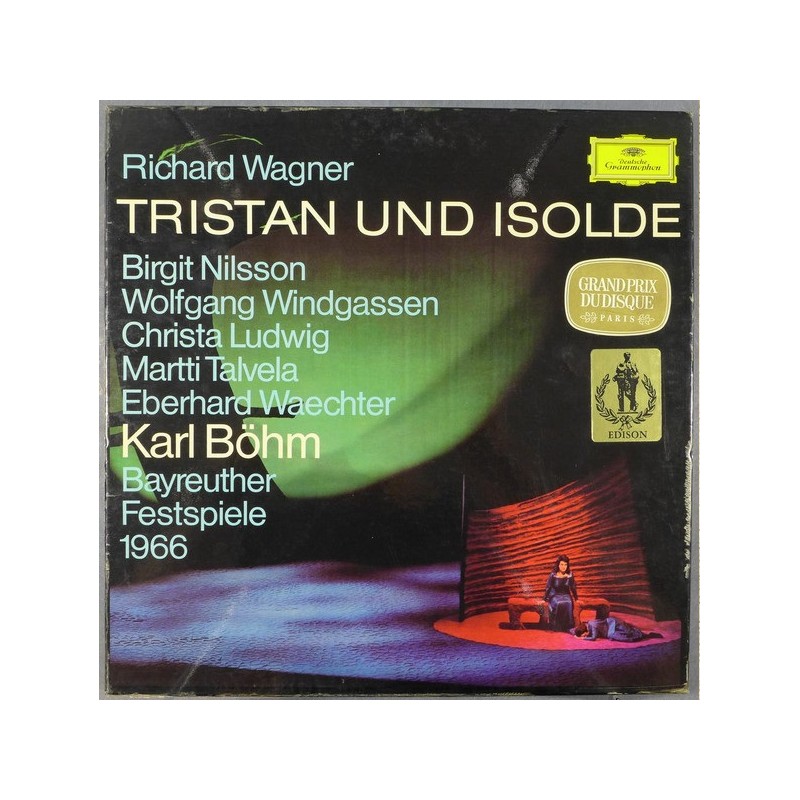 Richard Wagner
Deutsche
Grammophon
TRISTAN UND ISOLDE
Birgit Nilsson
Wolfgang Windgassen
Christa Ludwig
Martti Talvela
Eberhard Waechter
Karl Böhm
Bayreuther
Festspiele
1966
GRAND PRIX
DU DISQUE
PARIS
EDISON